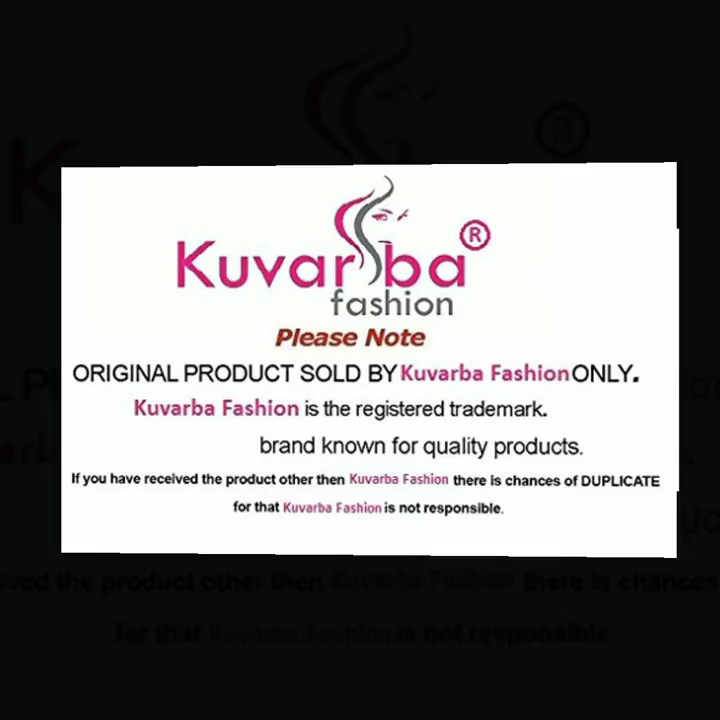 Kuvarsba®
fashion
Please Note
ORIGINAL PRODUCT SOLD BY Kuvarba Fashion ONLY.
Kuvarba Fashion is the registered trademark.
brand known for quality products.
If you have received the product other then Kuvarba Fashion there is chances of DUPLICATE
for that Kuvarba Fashion is not responsible.